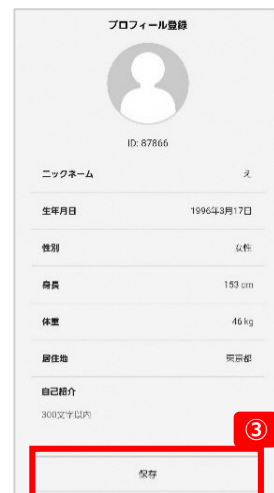 プロフィール登録
ID: 87866
ニックネーム え
生年月日 1996年3月17日
性別 女性
身長 153 cm
体重 46 kg
居住地 東京都
自己紹介
300文字以内
③
保存